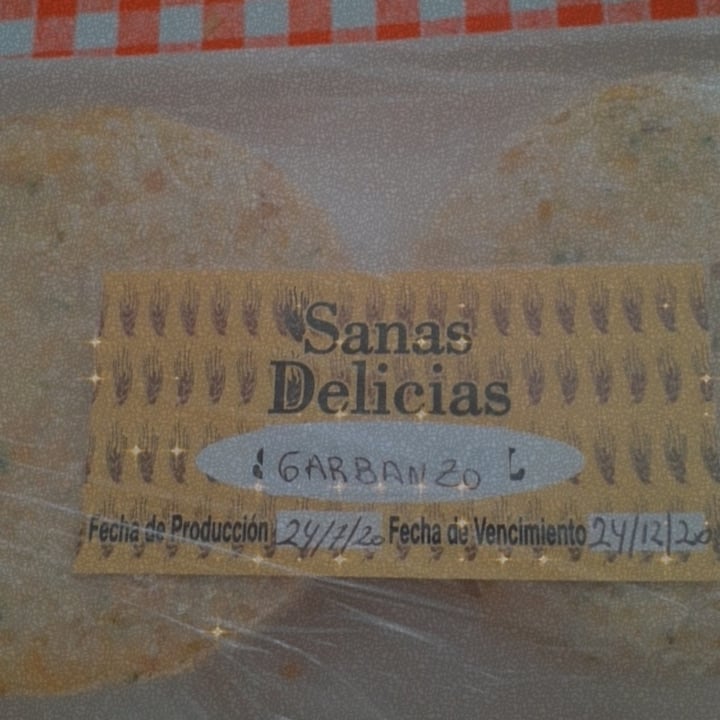 Sanas
Delicias
GARBANZO
Fecha de Producción 24/7/20 Fecha de Vencimiento 24/12/20